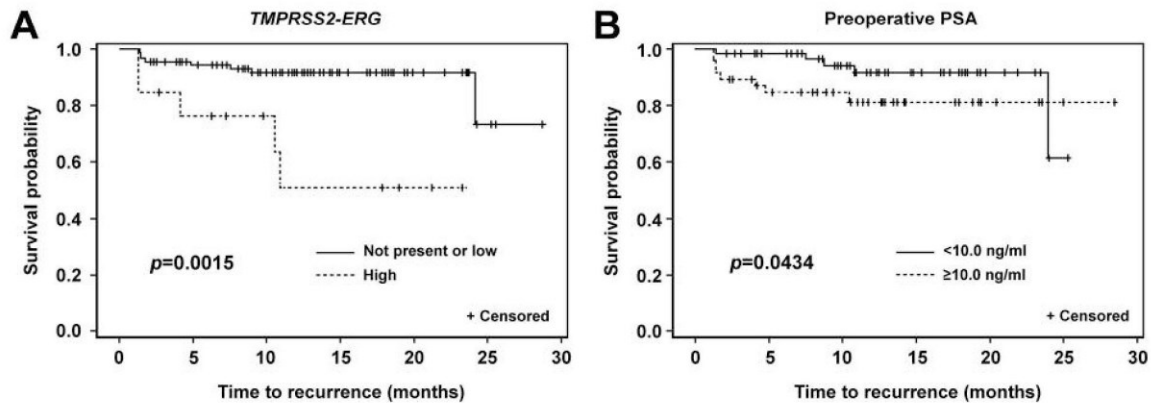 A
TMPRSS2-ERG
Survival probability
1.0
0.8
0.6
0.4
0.2
0.0
p=0.0015
Not present or low
High
+ Censored
0 5 10 15 20 25 30
Time to recurrence (months)
B
Preoperative PSA
Survival probability
1.0
0.8
0.6
0.4
0.2
0.0
p=0.0434
<10.0 ng/ml
≥10.0 ng/ml
+ Censored
0 5 10 15 20 25 30
Time to recurrence (months)